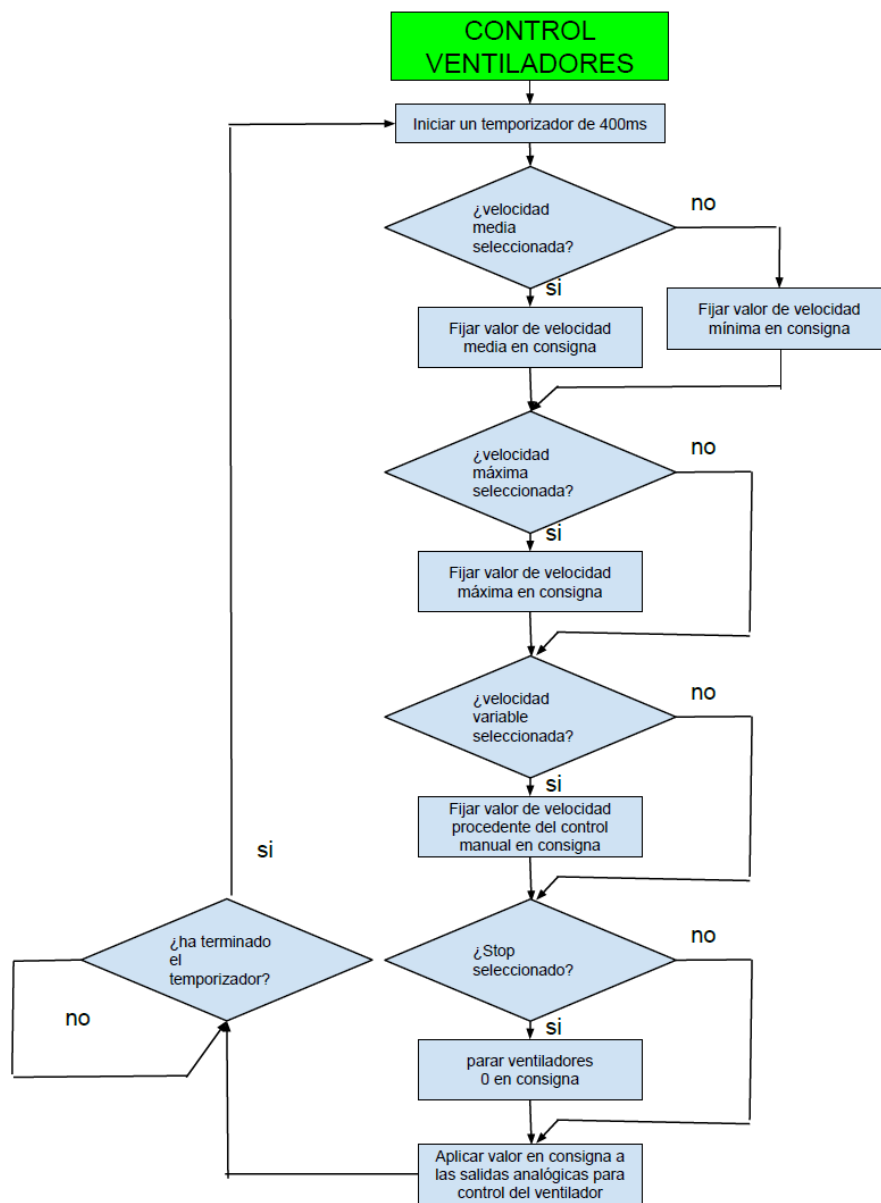 CONTROL
VENTILADORES
Iniciar un temporizador de 400ms
¿velocidad
media
seleccionada?
no
si
Fijar valor de velocidad
media en consigna
Fijar valor de velocidad
mínima en consigna
¿velocidad
máxima
seleccionada?
no
si
Fijar valor de velocidad
máxima en consigna
¿velocidad
variable
seleccionada?
no
si
Fijar valor de velocidad
procedente del control
manual en consigna
si
¿ha terminado
el
temporizador?
no
¿Stop
seleccionado?
no
si
parar ventiladores
0 en consigna
Aplicar valor en consigna a
las salidas analógicas para
control del ventilador